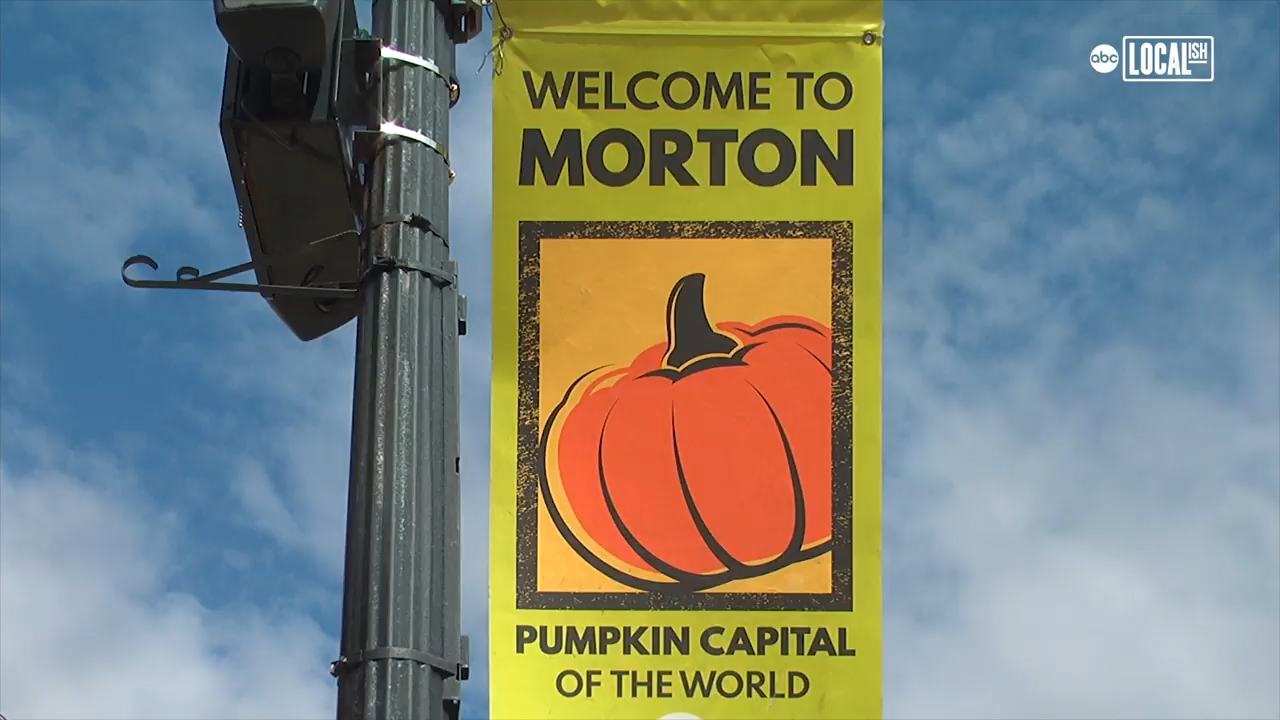 abc LOCALISH
WELCOME TO
MORTON
PUMPKIN CAPITAL
OF THE WORLD